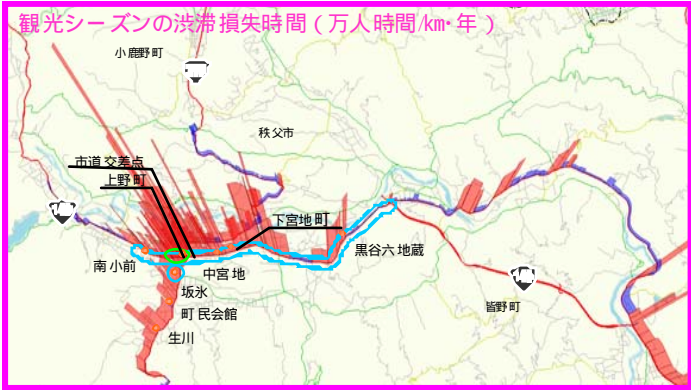 観光シーズンの渋滞損失時間(万人時間/km・年)
小鹿野町
秩父市
市道交差点
上野町
下宮地町
黒谷六地蔵
南小前
中宮地
坂氷
皆野町
町民会館
生川